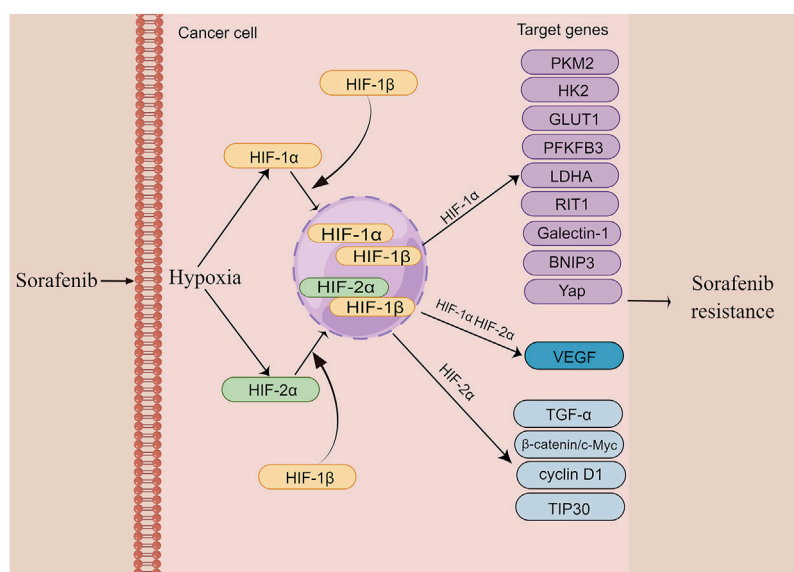 Cancer cell
Target genes
HIF-1β
HIF-1α
Sorafenib
Hypoxia
HIF-1α
HIF-1β
HIF-2α
HIF-1β
HIF-2α
HIF-1β
HIF-1α
HIF-1α HIF-2α
HIF-2α
PKM2
HK2
GLUT1
PFKFB3
LDHA
RIT1
Galectin-1
BNIP3
Yap
VEGF
TGF-α
β-catenin/c-Myc
cyclin D1
TIP30
Sorafenib
resistance